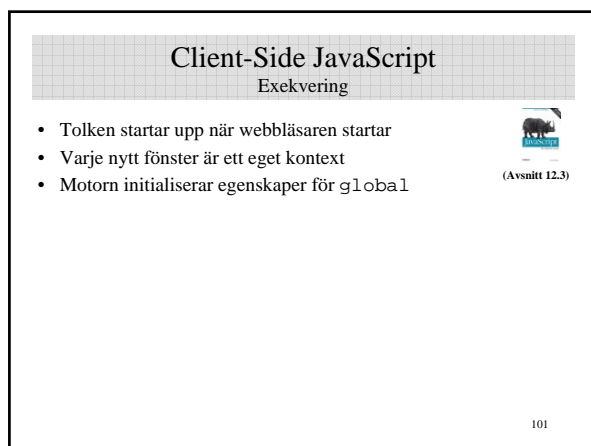 Client-Side JavaScript
Exekvering
• Tolken startar upp när webbläsaren startar
• Varje nytt fönster är ett eget kontext
• Motorn initialiserar egenskaper för global
JavaScript
(Avsnitt 12.3)
101